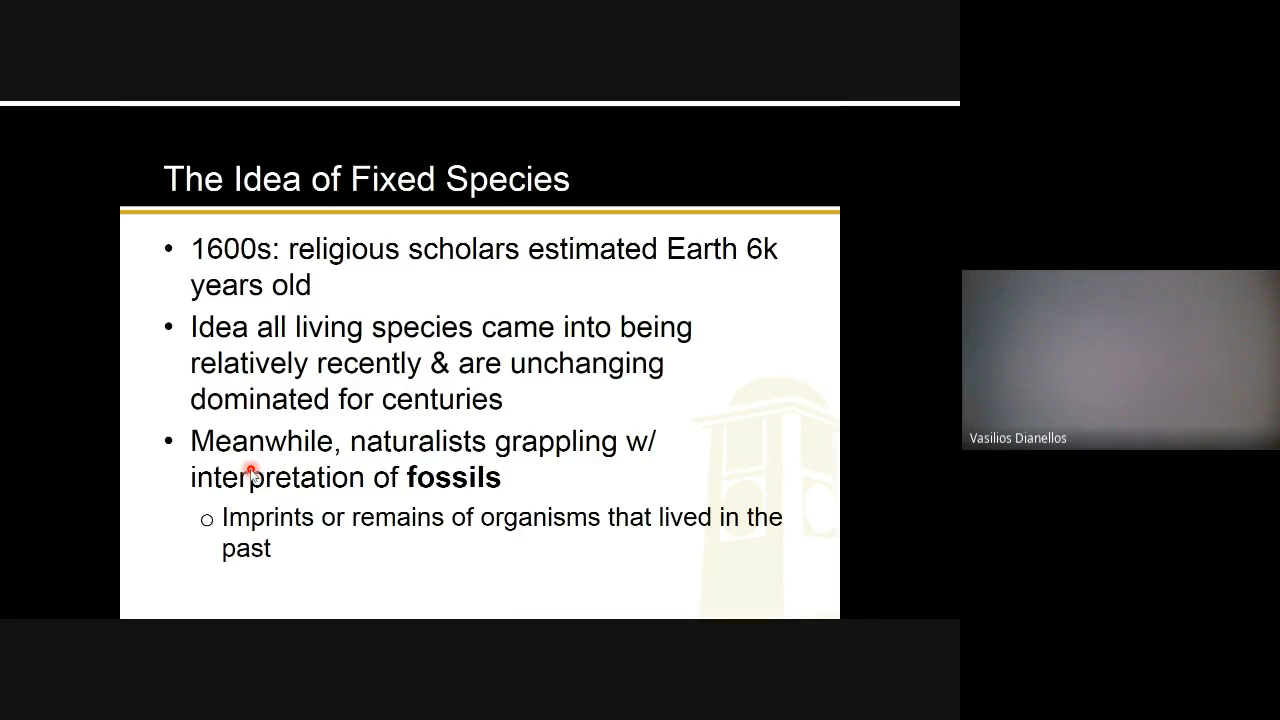 The Idea of Fixed Species
• 1600s: religious scholars estimated Earth 6k
years old
• Idea all living species came into being
relatively recently & are unchanging
dominated for centuries
• Meanwhile, naturalists grappling w/
interpretation of fossils
o Imprints or remains of organisms that lived in the
past
Vasilios Dianellos